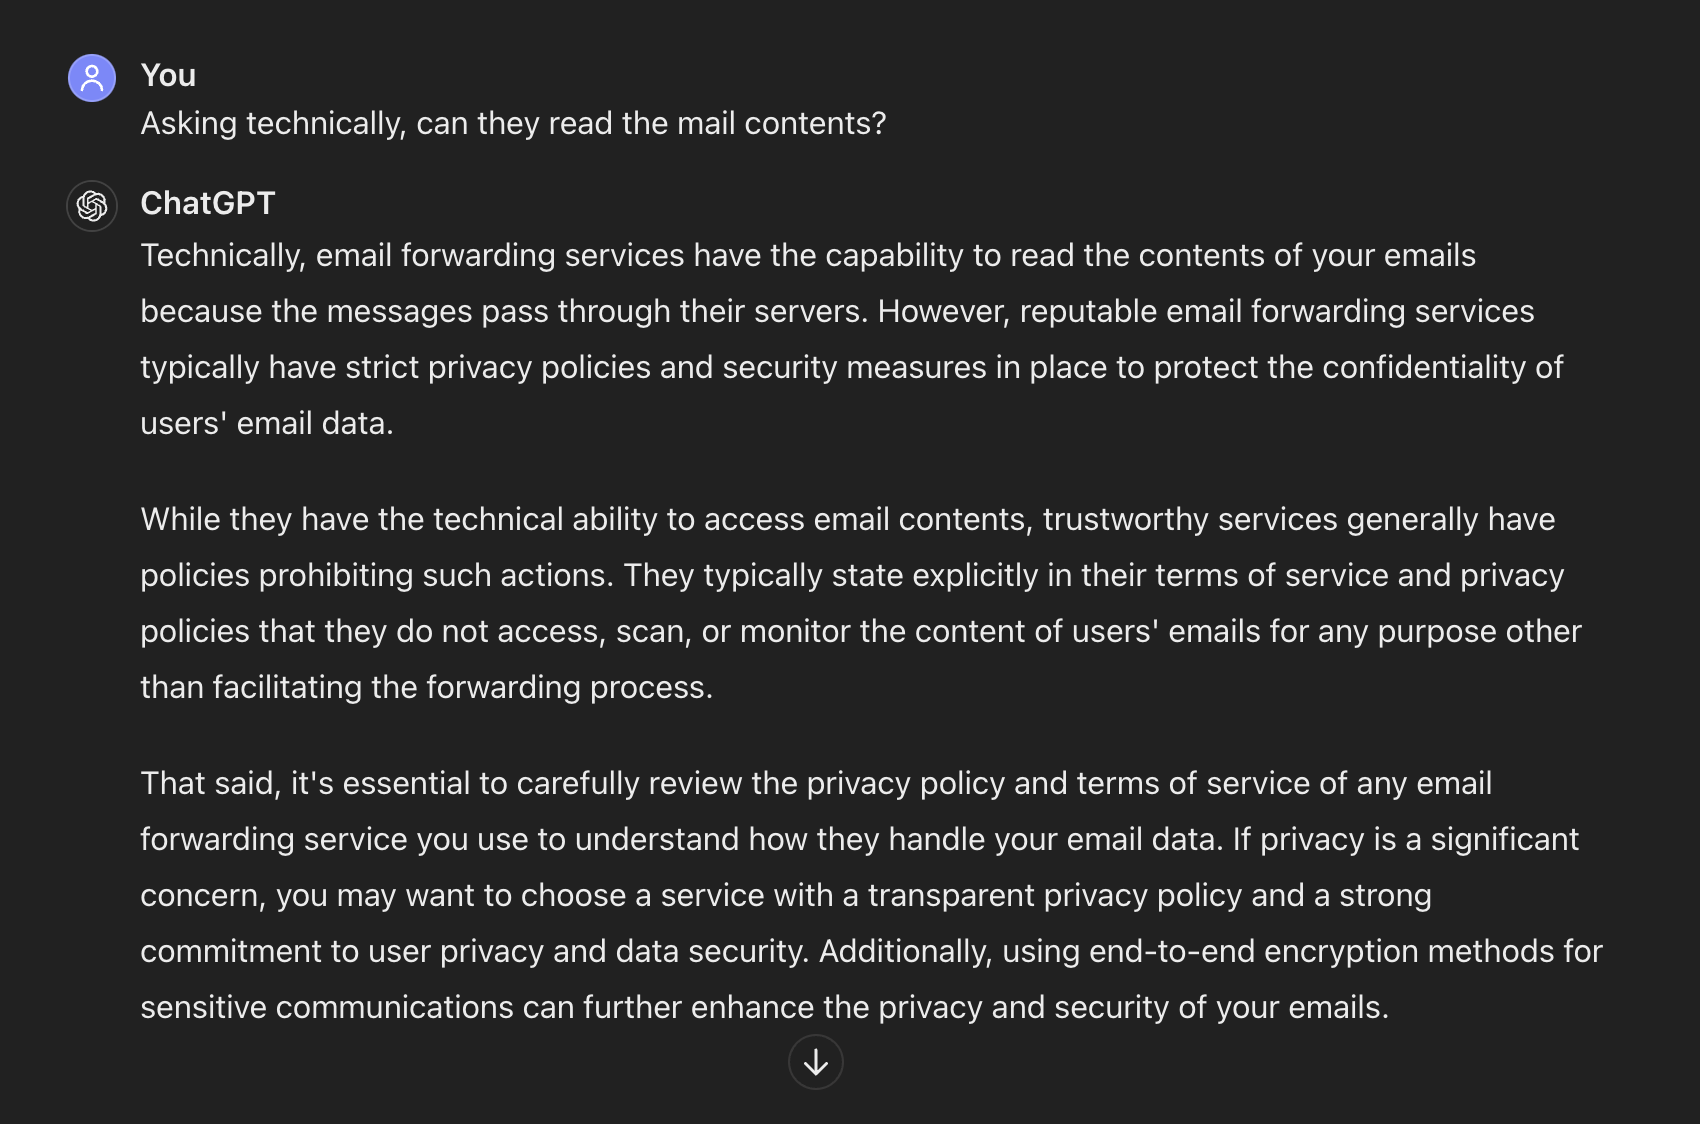 You
Asking technically, can they read the mail contents?
ChatGPT
Technically, email forwarding services have the capability to read the contents of your emails
because the messages pass through their servers. However, reputable email forwarding services
typically have strict privacy policies and security measures in place to protect the confidentiality of
users' email data.
While they have the technical ability to access email contents, trustworthy services generally have
policies prohibiting such actions. They typically state explicitly in their terms of service and privacy
policies that they do not access, scan, or monitor the content of users' emails for any purpose other
than facilitating the forwarding process.
That said, it's essential to carefully review the privacy policy and terms of service of any email
forwarding service you use to understand how they handle your email data. If privacy is a significant
concern, you may want to choose a service with a transparent privacy policy and a strong
commitment to user privacy and data security. Additionally, using end-to-end encryption methods for
sensitive communications can further enhance the privacy and security of your emails.